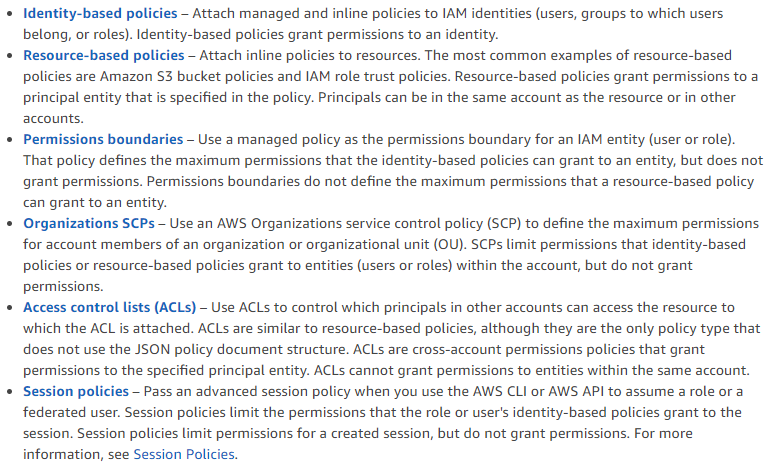 • Identity-based policies – Attach managed and inline policies to IAM identities (users, groups to which users
belong, or roles). Identity-based policies grant permissions to an identity.
• Resource-based policies – Attach inline policies to resources. The most common examples of resource-based
policies are Amazon S3 bucket policies and IAM role trust policies. Resource-based policies grant permissions to a
principal entity that is specified in the policy. Principals can be in the same account as the resource or in other
accounts.
• Permissions boundaries – Use a managed policy as the permissions boundary for an IAM entity (user or role).
That policy defines the maximum permissions that the identity-based policies can grant to an entity, but does not
grant permissions. Permissions boundaries do not define the maximum permissions that a resource-based policy
can grant to an entity.
• Organizations SCPs – Use an AWS Organizations service control policy (SCP) to define the maximum permissions
for account members of an organization or organizational unit (OU). SCPs limit permissions that identity-based
policies or resource-based policies grant to entities (users or roles) within the account, but do not grant
permissions.
• Access control lists (ACLs) – Use ACLs to control which principals in other accounts can access the resource to
which the ACL is attached. ACLs are similar to resource-based policies, although they are the only policy type that
does not use the JSON policy document structure. ACLs are cross-account permissions policies that grant
permissions to the specified principal entity. ACLs cannot grant permissions to entities within the same account.
• Session policies – Pass an advanced session policy when you use the AWS CLI or AWS API to assume a role or a
federated user. Session policies limit the permissions that the role or user's identity-based policies grant to the
session. Session policies limit permissions for a created session, but do not grant permissions. For more
information, see Session Policies.